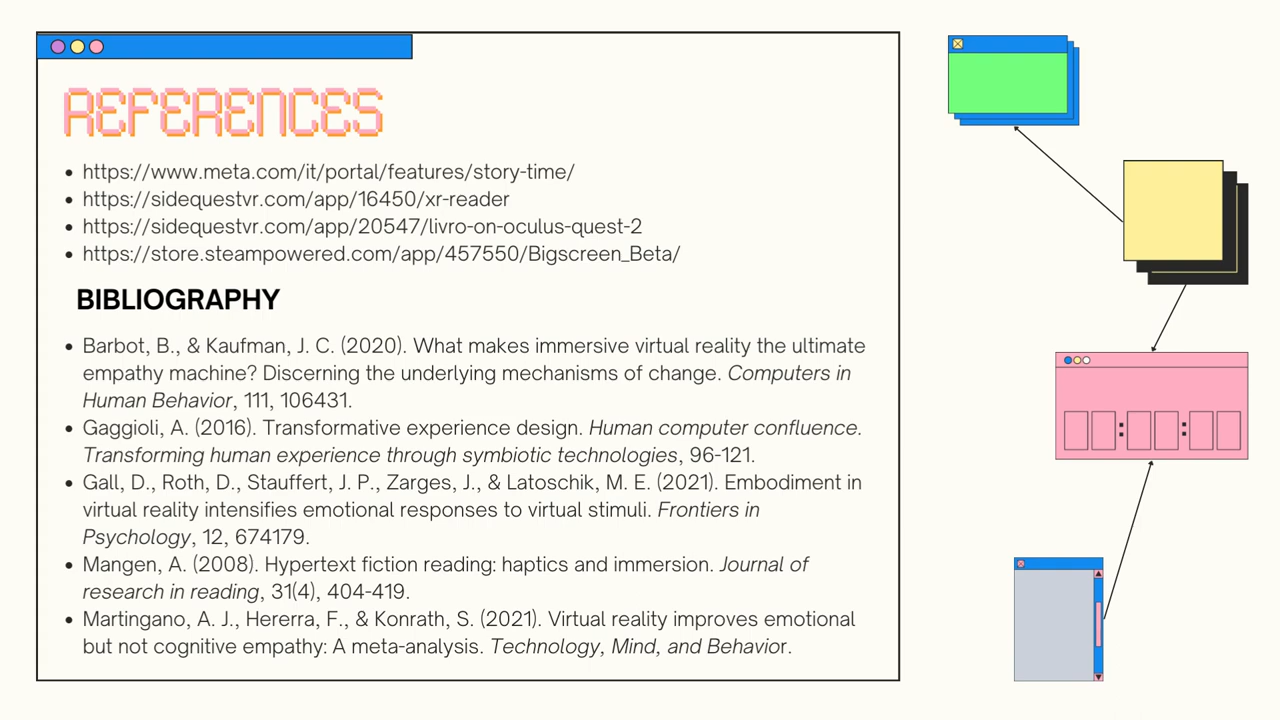 REFERENCES
• https://www.meta.com/it/portal/features/story-time/
• https://sidequestvr.com/app/16450/xr-reader
• https://sidequestvr.com/app/20547/livro-on-oculus-quest-2
• https://store.steampowered.com/app/457550/Bigscreen_Beta/
BIBLIOGRAPHY
• Barbot, B., & Kaufman, J. C. (2020). What makes immersive virtual reality the ultimate
empathy machine? Discerning the underlying mechanisms of change. Computers in
Human Behavior, 111, 106431.
• Gaggioli, A. (2016). Transformative experience design. Human computer confluence.
Transforming human experience through symbiotic technologies, 96-121.
• Gall, D., Roth, D., Stauffert, J. P., Zarges, J., & Latoschik, M. E. (2021). Embodiment in
virtual reality intensifies emotional responses to virtual stimuli. Frontiers in
Psychology, 12, 674179.
• Mangen, A. (2008). Hypertext fiction reading: haptics and immersion. Journal of
research in reading, 31(4), 404-419.
• Martingano, A. J., Hererra, F., & Konrath, S. (2021). Virtual reality improves emotional
but not cognitive empathy: A meta-analysis. Technology, Mind, and Behavior.